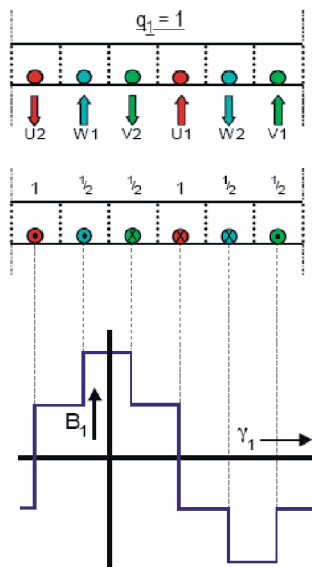 q₁ = 1
U2 W1 V2 U1 W2 V1
1 ½ ½ 1 ½ ½
B₁
γ₁